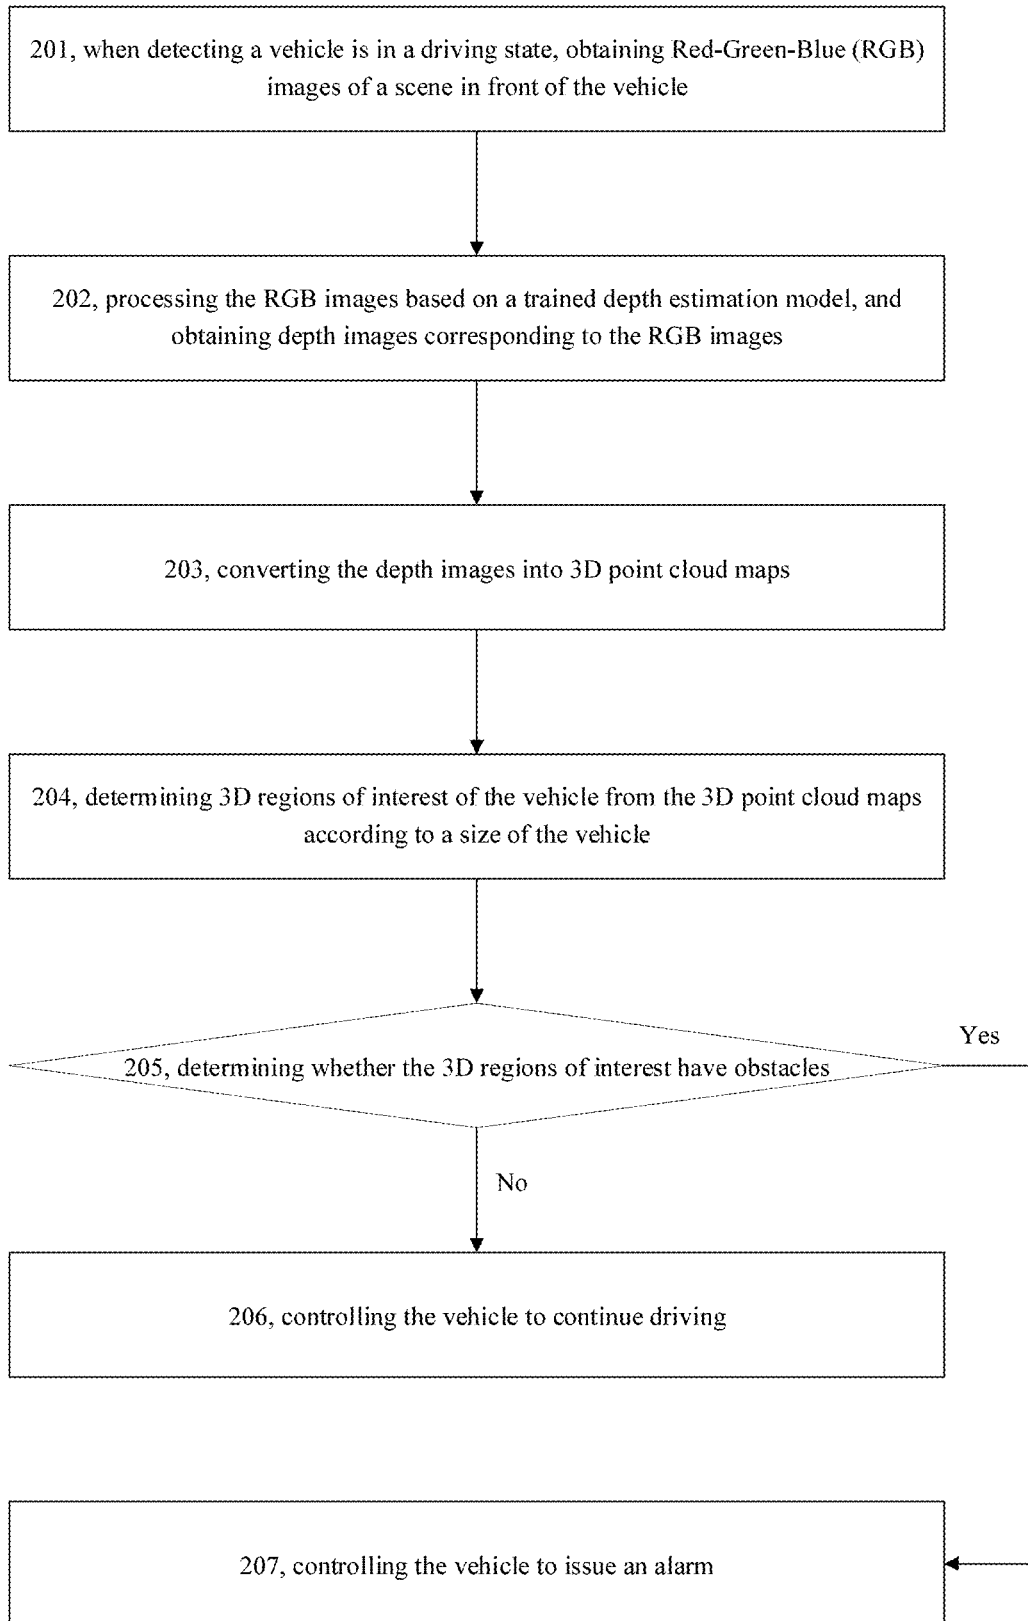 201, when detecting a vehicle is in a driving state, obtaining Red-Green-Blue (RGB)
images of a scene in front of the vehicle
202, processing the RGB images based on a trained depth estimation model, and
obtaining depth images corresponding to the RGB images
203, converting the depth images into 3D point cloud maps
204, determining 3D regions of interest of the vehicle from the 3D point cloud maps
according to a size of the vehicle
Yes
205, determining whether the 3D regions of interest have obstacles
No
206, controlling the vehicle to continue driving
207, controlling the vehicle to issue an alarm